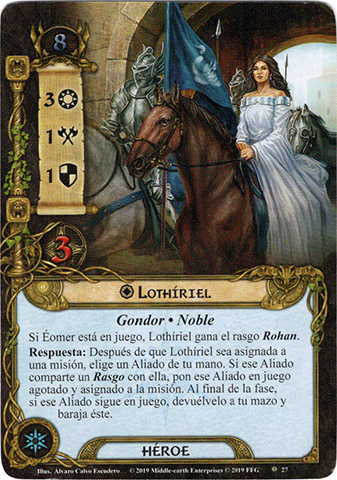 8
3
1
1
3
Lothíriel
Gondor • Noble
Si Éomer está en juego, Lothíriel gana el rasgo Rohan.
Respuesta: Después de que Lothíriel sea asignada a
una misión, elige un Aliado de tu mano. Si ese Aliado
comparte un Rasgo con ella, pon ese Aliado en juego
agotado y asignado a la misión. Al final de la fase,
si ese Aliado sigue en juego, devuélvelo a tu mazo y
baraja éste.
HÉROE
Illus. Álvaro Calvo Escudero © 2019 Middle-earth Enterprises © 2019 FFG 27